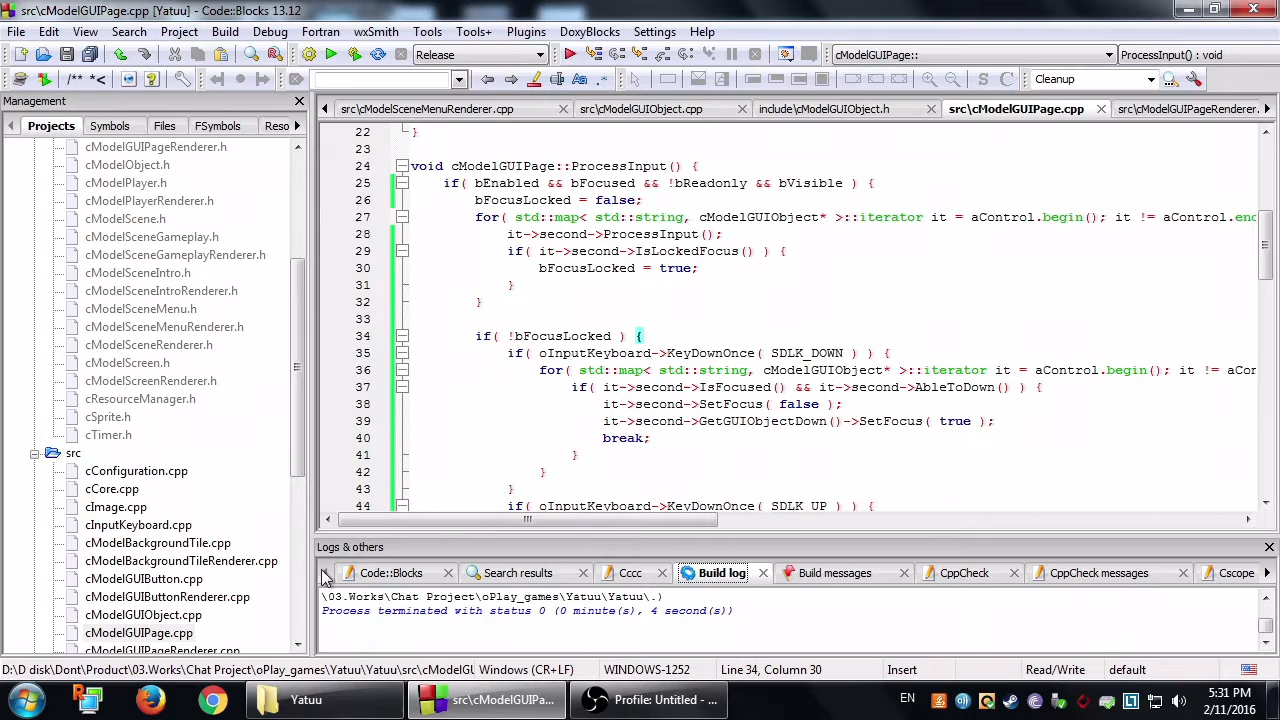 src\cModelGUIPage.cpp [Yatuu] - Code::Blocks 13.12
File Edit View Search Project Build Debug Fortran wxSmith Tools Tools+ Plugins DoxyBlocks Settings Help
Release cModelGUIPage:: ProcessInput() : void
/** *< Cleanup
Management
Projects Symbols Files FSymbols Reso
src\cModelSceneMenuRenderer.cpp src\cModelGUIObject.cpp include\cModelGUIObject.h src\cModelGUIPage.cpp src\cModelGUIPageRenderer.
cModelGUIPageRenderer.h
cModelObject.h
cModelPlayer.h
cModelPlayerRenderer.h
cModelScene.h
cModelSceneGameplay.h
cModelSceneGameplayRenderer.h
cModelSceneIntro.h
cModelSceneIntroRenderer.h
cModelSceneMenu.h
cModelSceneMenuRenderer.h
cModelSceneRenderer.h
cModelScreen.h
cModelScreenRenderer.h
cResourceManager.h
cSprite.h
cTimer.h
src
cConfiguration.cpp
cCore.cpp
cImage.cpp
cInputKeyboard.cpp
cModelBackgroundTile.cpp
cModelBackgroundTileRenderer.cpp
cModelGUIButton.cpp
cModelGUIButtonRenderer.cpp
cModelGUIObject.cpp
cModelGUIPage.cpp
cModelGUIPageRenderer.cpp
22 }
23
24 void cModelGUIPage::ProcessInput() {
25 if( bEnabled && bFocused && !bReadonly && bVisible ) {
26 bFocusLocked = false;
27 for( std::map< std::string, cModelGUIObject* >::iterator it = aControl.begin(); it != aControl.end
28 it->second->ProcessInput();
29 if( it->second->IsLockedFocus() ) {
30 bFocusLocked = true;
31 }
32 }
33
34 if( !bFocusLocked ) {
35 if( oInputKeyboard->KeyDownOnce( SDLK_DOWN ) ) {
36 for( std::map< std::string, cModelGUIObject* >::iterator it = aControl.begin(); it != aCon
37 if( it->second->IsFocused() && it->second->AbleToDown() ) {
38 it->second->SetFocus( false );
39 it->second->GetGUIObjectDown()->SetFocus( true );
40 break;
41 }
42 }
43 }
44 if( oInputKeyboard->KeyDownOnce( SDLK_UP ) ) {
Logs & others
Code::Blocks Search results Cccc Build log Build messages CppCheck CppCheck messages Cscope
\03.Works\Chat Project\oPlay_games\Yatuu\Yatuu\.)
Process terminated with status 0 (0 minute(s), 4 second(s))
D:\D disk\Dont\Product\03.Works\Chat Project\oPlay_games\Yatuu\Yatuu\src\cModelGU Windows (CR+LF) WINDOWS-1252 Line 34, Column 30 Insert Read/Write default
Yatuu src\cModelGUIPa... Profile: Untitled - ... EN 5:31 PM
2/11/2016